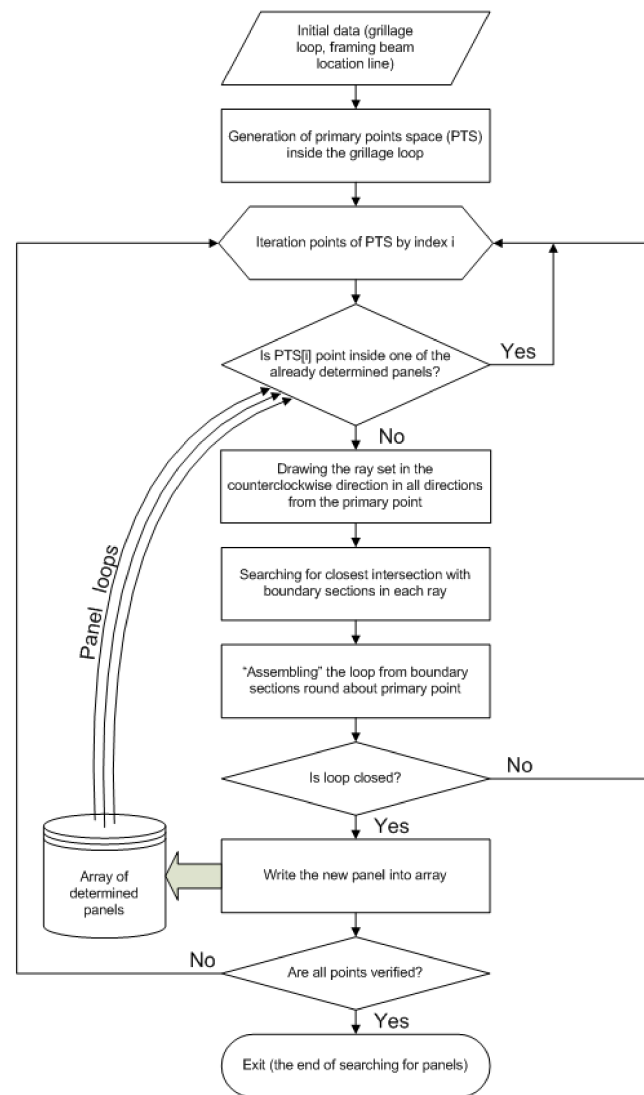 Initial data (grillage
loop, framing beam
location line)
Generation of primary points space (PTS)
inside the grillage loop
Iteration points of PTS by index i
Is PTS[i] point inside one of the
already determined panels?
Yes
No
Drawing the ray set in the
counterclockwise direction in all directions
from the primary point
Searching for closest intersection with
boundary sections in each ray
"Assembling" the loop from boundary
sections round about primary point
Panel loops
Is loop closed?
No
Yes
Write the new panel into array
Array of
determined
panels
Are all points verified?
No
Yes
Exit (the end of searching for panels)